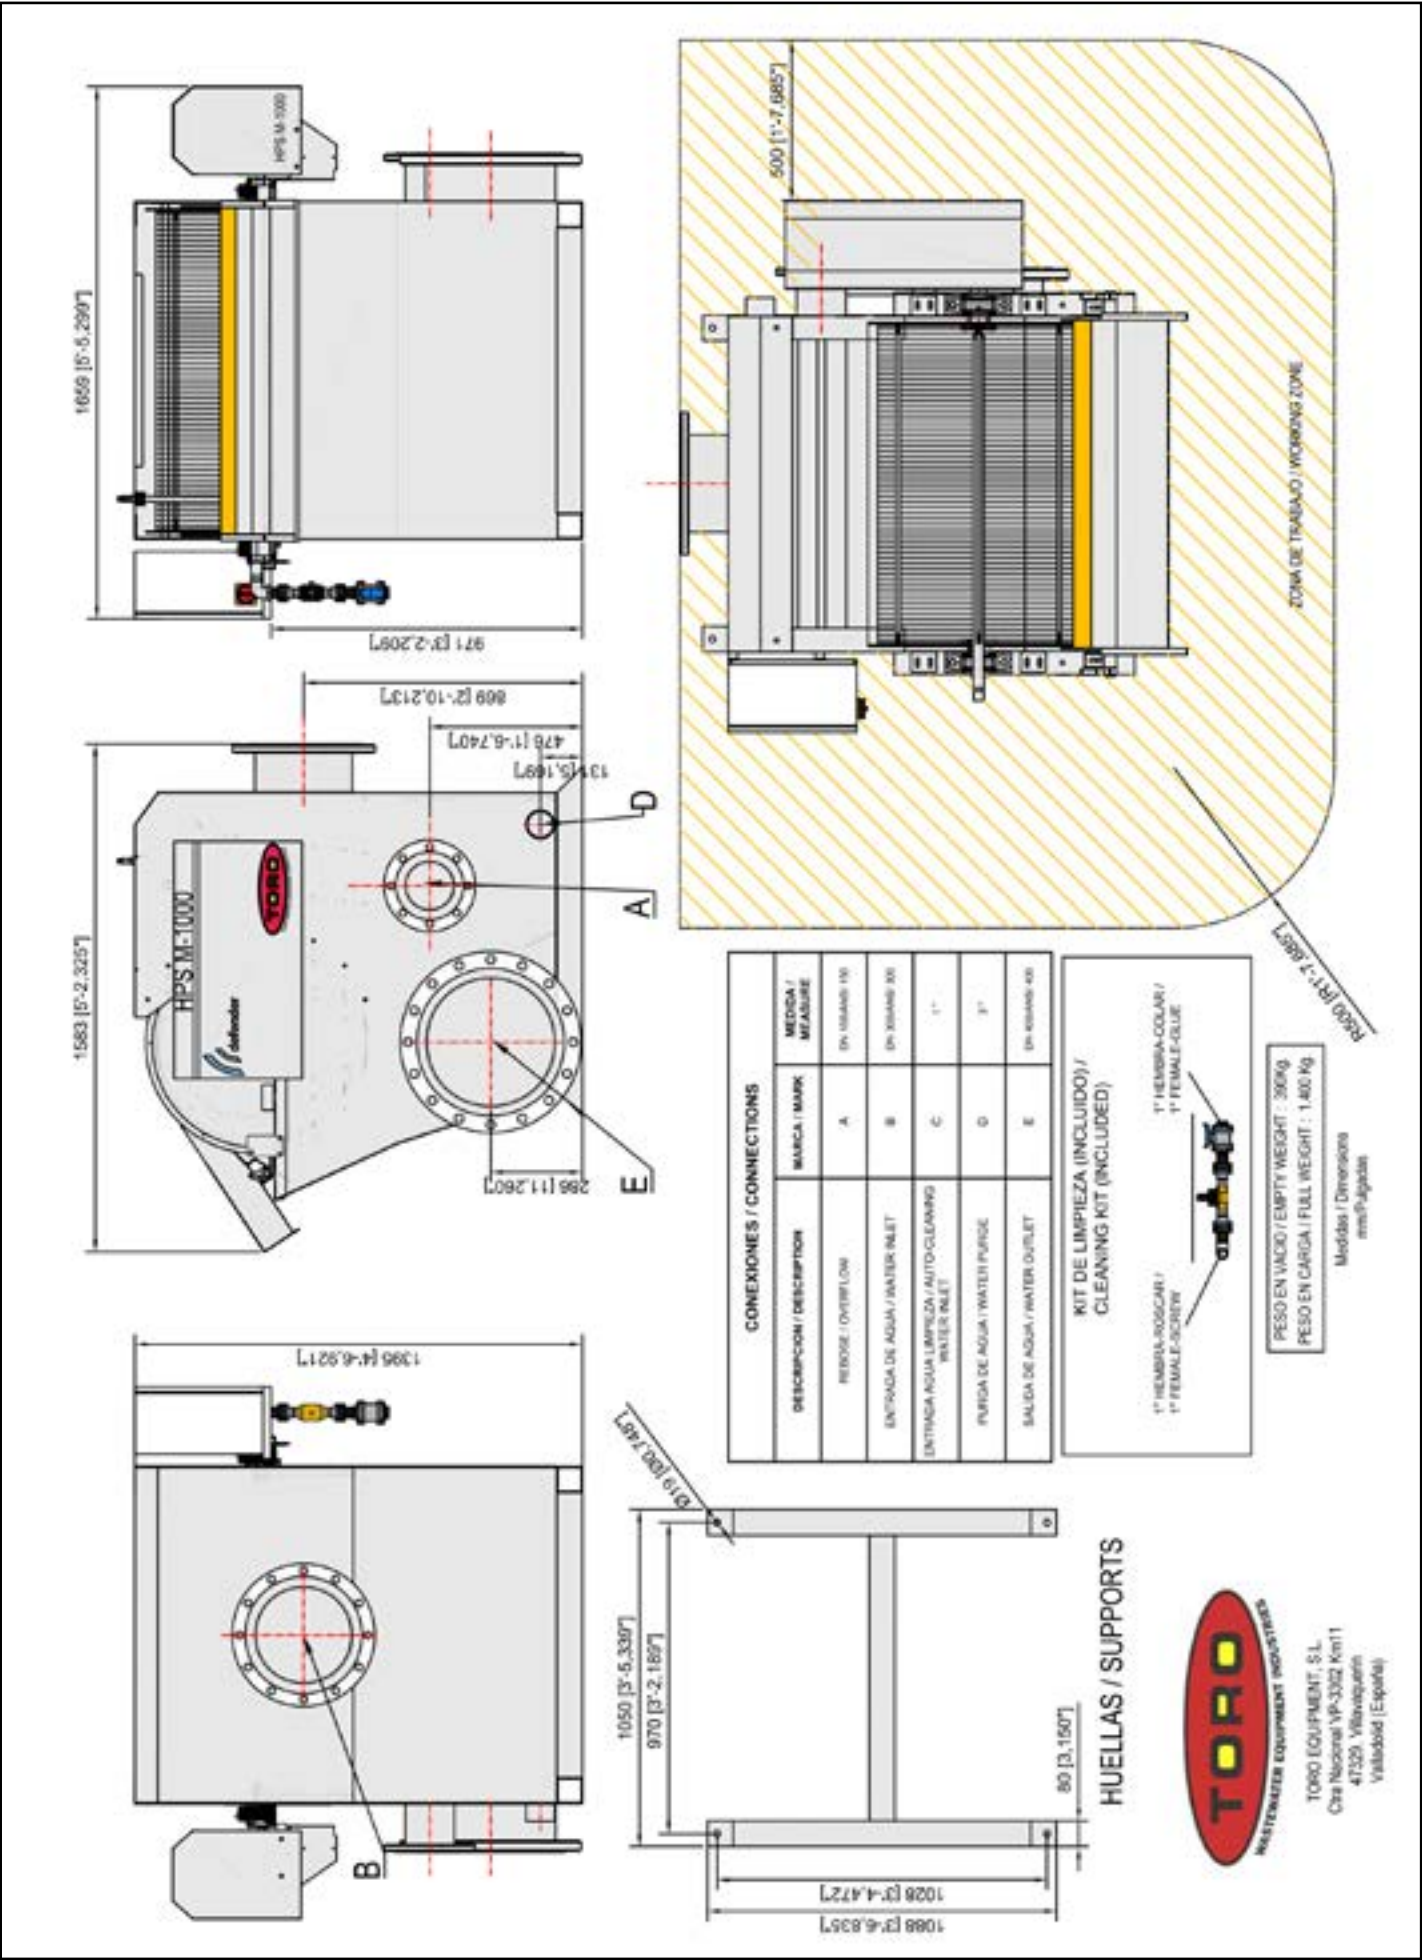 1395 [4'-6,921"]
B
1583 [5'-2,325"]
HPS M-1000
defender
TORO
869 [2'-10,213"]
476 [1'-6,740"]
131 [5,169"]
286 [11,260"]
E
A
D
1659 [5'-5,299"]
HPS M-1000
971 [3'-2,209"]
1050 [3'-5,339"]
970 [3'-2,189"]
Ø19 [Ø0,748"]
80 [3,150"]
1028 [3'-4,472"]
1088 [3'-6,835"]
HUELLAS / SUPPORTS
CONEXIONES / CONNECTIONS
DESCRIPCION / DESCRIPTION MARCA / MARK MEDIDA / MEASURE
REBOSE / OVERFLOW A
ENTRADA DE AGUA / WATER INLET B
ENTRADA AGUA LIMPIEZA / AUTO-CLEANING
WATER INLET C 1"
PURGA DE AGUA / WATER PURGE D 3"
SALIDA DE AGUA / WATER OUTLET E
KIT DE LIMPIEZA (INCLUIDO) /
CLEANING KIT (INCLUDED)
1" HEMBRA-ROSCAR /
1" FEMALE-SCREW
1" HEMBRA-COLAR /
1" FEMALE-GLUE
PESO EN VACIO / EMPTY WEIGHT : 390Kg
PESO EN CARGA / FULL WEIGHT : 1.400 Kg
Medidas / Dimensions
mm/Pulgadas
500 [1'-7,685"]
R500 [R1'-7,685"]
ZONA DE TRABAJO / WORKING ZONE
TORO
WASTEWATER EQUIPMENT INDUSTRIES
TORO EQUIPMENT, S.L.
Ctra Nacional VP-3302 Km11
47329. Villavaquerín
Valladolid (España)